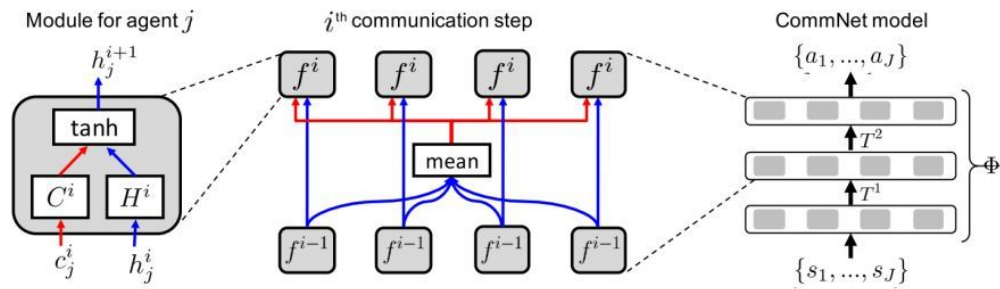 Module for agent j
h_j^{i+1}
tanh
C^i
H^i
c_j^i
h_j^i
i^th communication step
f^i
f^i
f^i
f^i
mean
f^{i-1}
f^{i-1}
f^{i-1}
f^{i-1}
CommNet model
{a_1, ..., a_J}
T^2
T^1
Φ
{s_1, ..., s_J}